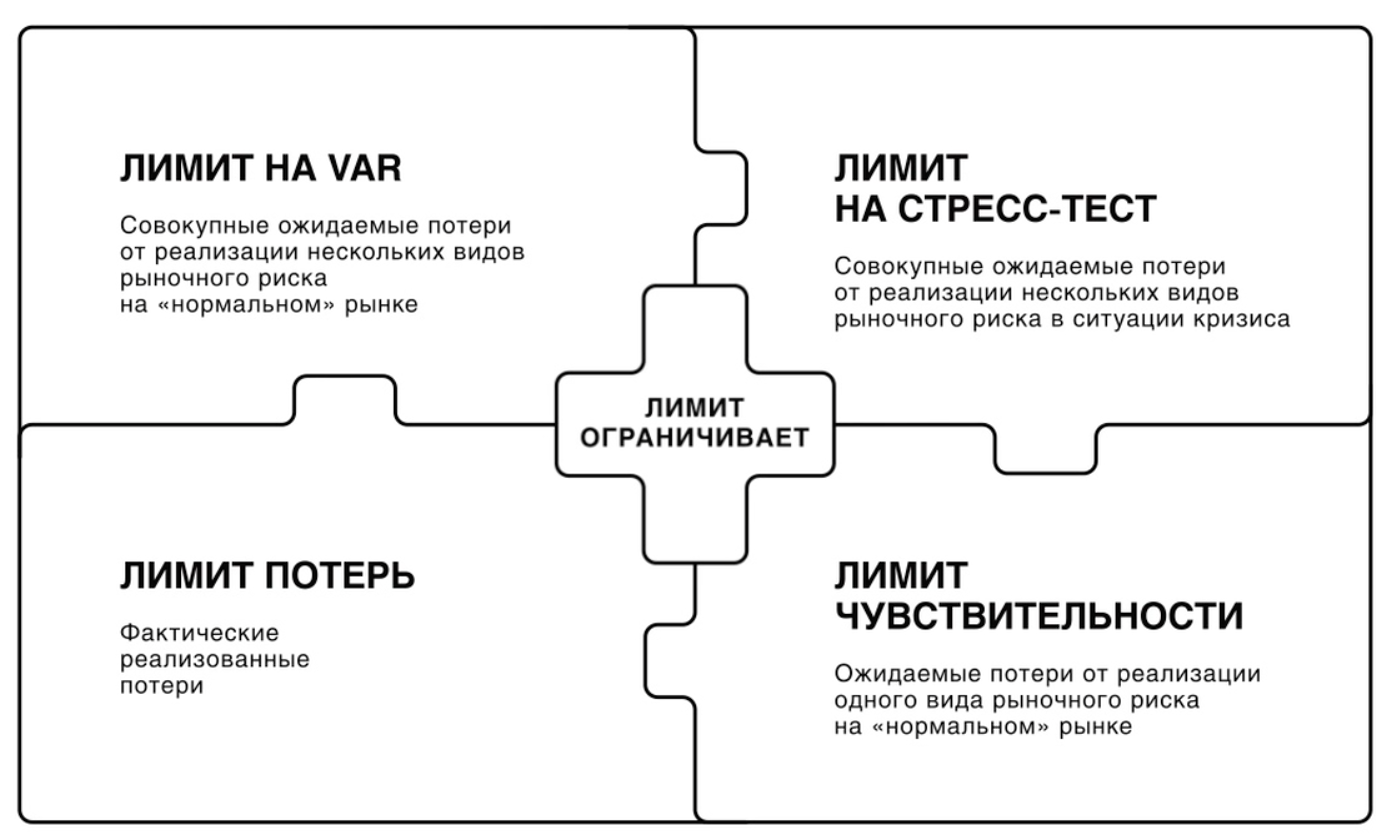 ЛИМИТ НА VAR
Совокупные ожидаемые потери
от реализации нескольких видов
рыночного риска
на «нормальном» рынке
ЛИМИТ
НА СТРЕСС-ТЕСТ
Совокупные ожидаемые потери
от реализации нескольких видов
рыночного риска в ситуации кризиса
ЛИМИТ
ОГРАНИЧИВАЕТ
ЛИМИТ ПОТЕРЬ
Фактические
реализованные
потери
ЛИМИТ
ЧУВСТВИТЕЛЬНОСТИ
Ожидаемые потери от реализации
одного вида рыночного риска
на «нормальном» рынке